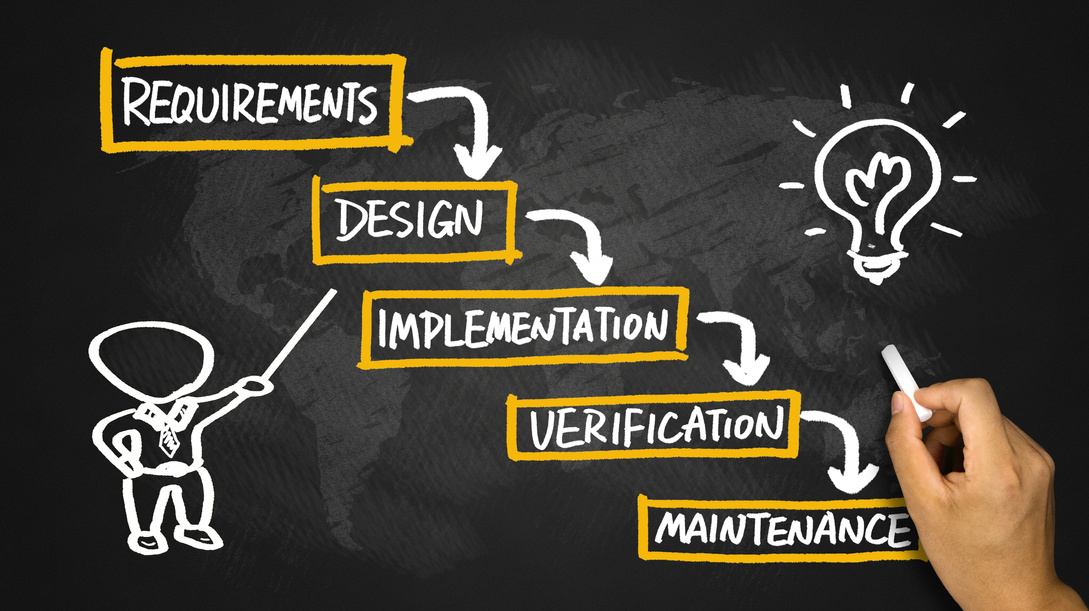 REQUIREMENTS
DESIGN
IMPLEMENTATION
VERIFICATION
MAINTENANCE